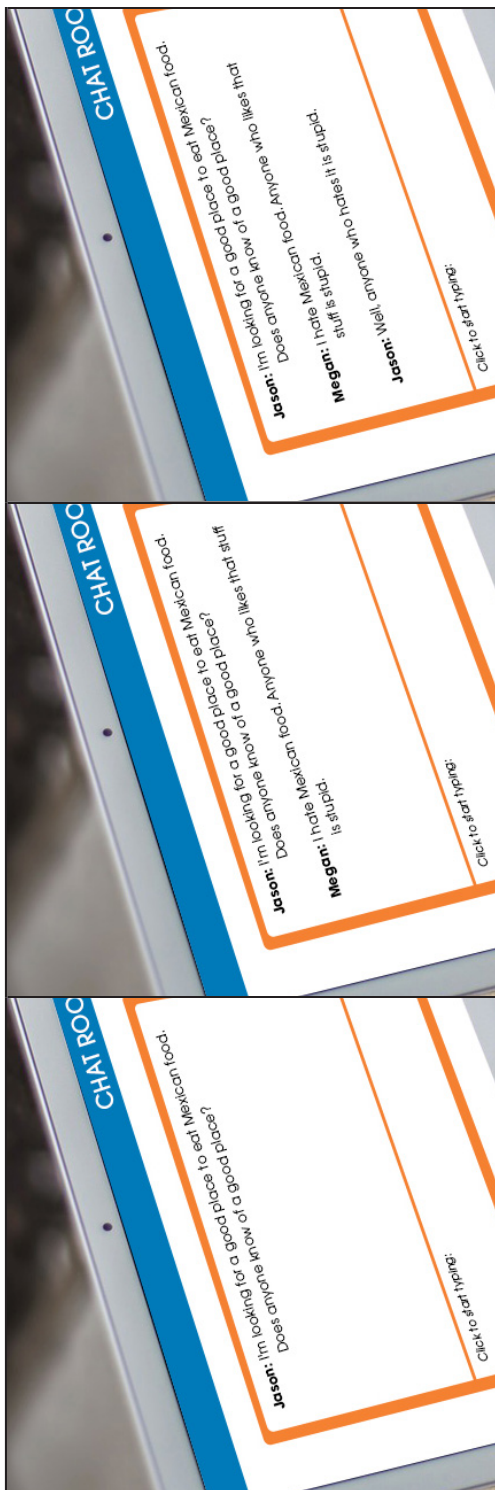 CHAT ROO
Jason: I'm looking for a good place to eat Mexican food.
Does anyone know of a good place?
Click to start typing:
CHAT ROO
Jason: I'm looking for a good place to eat Mexican food.
Does anyone know of a good place?
Megan: I hate Mexican food. Anyone who likes that stuff
is stupid.
Click to start typing:
CHAT ROO
Jason: I'm looking for a good place to eat Mexican food.
Does anyone know of a good place?
Megan: I hate Mexican food. Anyone who likes that
stuff is stupid.
Jason: Well, anyone who hates it is stupid.
Click to start typing: